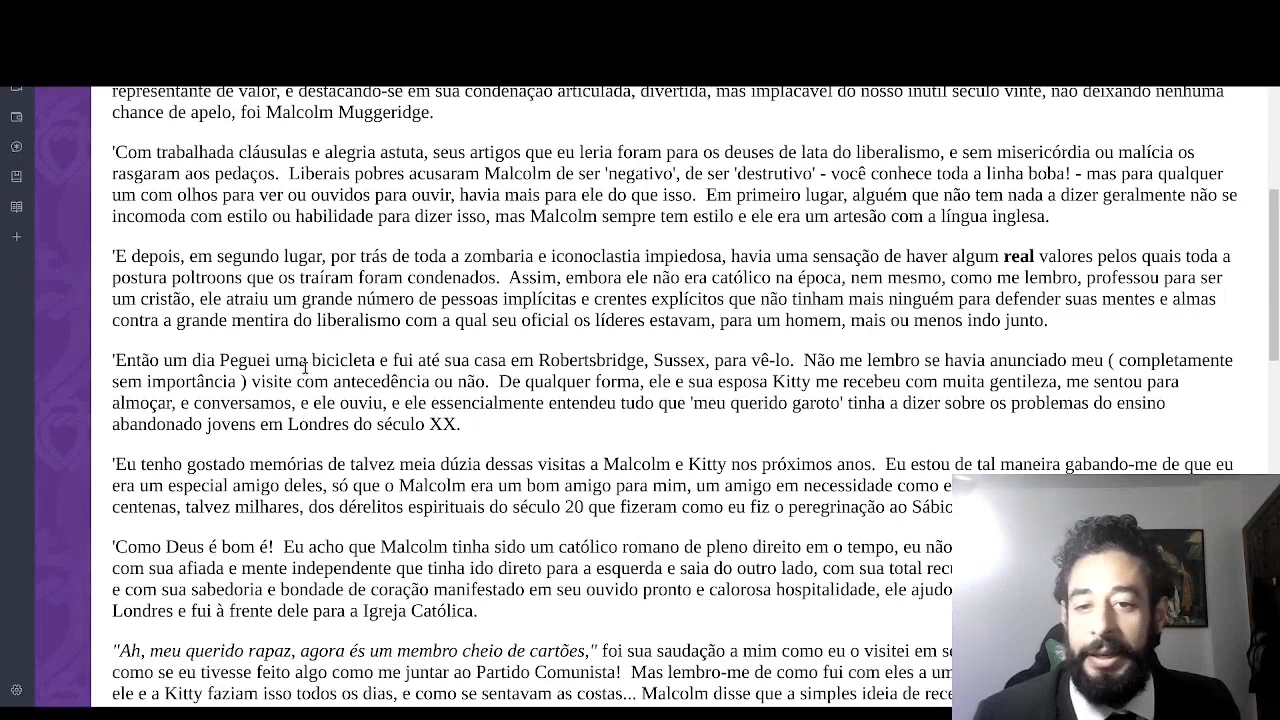 representante de valor, e destacando-se em sua condenação articulada, divertida, mas implacável do nosso inútil século vinte, não deixando nenhuma
chance de apelo, foi Malcolm Muggeridge.
'Com trabalhada cláusulas e alegria astuta, seus artigos que eu leria foram para os deuses de lata do liberalismo, e sem misericórdia ou malícia os
rasgaram aos pedaços.  Liberais pobres acusaram Malcolm de ser 'negativo', de ser 'destrutivo' - você conhece toda a linha boba! - mas para qualquer
um com olhos para ver ou ouvidos para ouvir, havia mais para ele do que isso.  Em primeiro lugar, alguém que não tem nada a dizer geralmente não se
incomoda com estilo ou habilidade para dizer isso, mas Malcolm sempre tem estilo e ele era um artesão com a língua inglesa.
'E depois, em segundo lugar, por trás de toda a zombaria e iconoclastia impiedosa, havia uma sensação de haver algum real valores pelos quais toda a
postura poltroons que os traíram foram condenados.  Assim, embora ele não era católico na época, nem mesmo, como me lembro, professou para ser
um cristão, ele atraiu um grande número de pessoas implícitas e crentes explícitos que não tinham mais ninguém para defender suas mentes e almas
contra a grande mentira do liberalismo com a qual seu oficial os líderes estavam, para um homem, mais ou menos indo junto.
'Então um dia Peguei uma bicicleta e fui até sua casa em Robertsbridge, Sussex, para vê-lo.  Não me lembro se havia anunciado meu ( completamente
sem importância ) visite com antecedência ou não.  De qualquer forma, ele e sua esposa Kitty me recebeu com muita gentileza, me sentou para
almoçar, e conversamos, e ele ouviu, e ele essencialmente entendeu tudo que 'meu querido garoto' tinha a dizer sobre os problemas do ensino
abandonado jovens em Londres do século XX.
'Eu tenho gostado memórias de talvez meia dúzia dessas visitas a Malcolm e Kitty nos próximos anos.  Eu estou de tal maneira gabando-me de que eu
era um especial amigo deles, só que o Malcolm era um bom amigo para mim, um amigo em necessidade como e
centenas, talvez milhares, dos dérelitos espirituais do século 20 que fizeram como eu fiz o peregrinação ao Sábio
'Como Deus é bom é!  Eu acho que Malcolm tinha sido um católico romano de pleno direito em o tempo, eu não
com sua afiada e mente independente que tinha ido direto para a esquerda e saia do outro lado, com sua total
e com sua sabedoria e bondade de coração manifestado em seu ouvido pronto e calorosa hospitalidade, ele ajudo
Londres e fui à frente dele para a Igreja Católica.
"Ah, meu querido rapaz, agora és um membro cheio de cartões," foi sua saudação a mim como eu o visitei em
como se eu tivesse feito algo como me juntar ao Partido Comunista!  Mas lembro-me de como fui com eles a
ele e a Kitty faziam isso todos os dias, e como se sentavam as costas... Malcolm disse que a simples ideia de